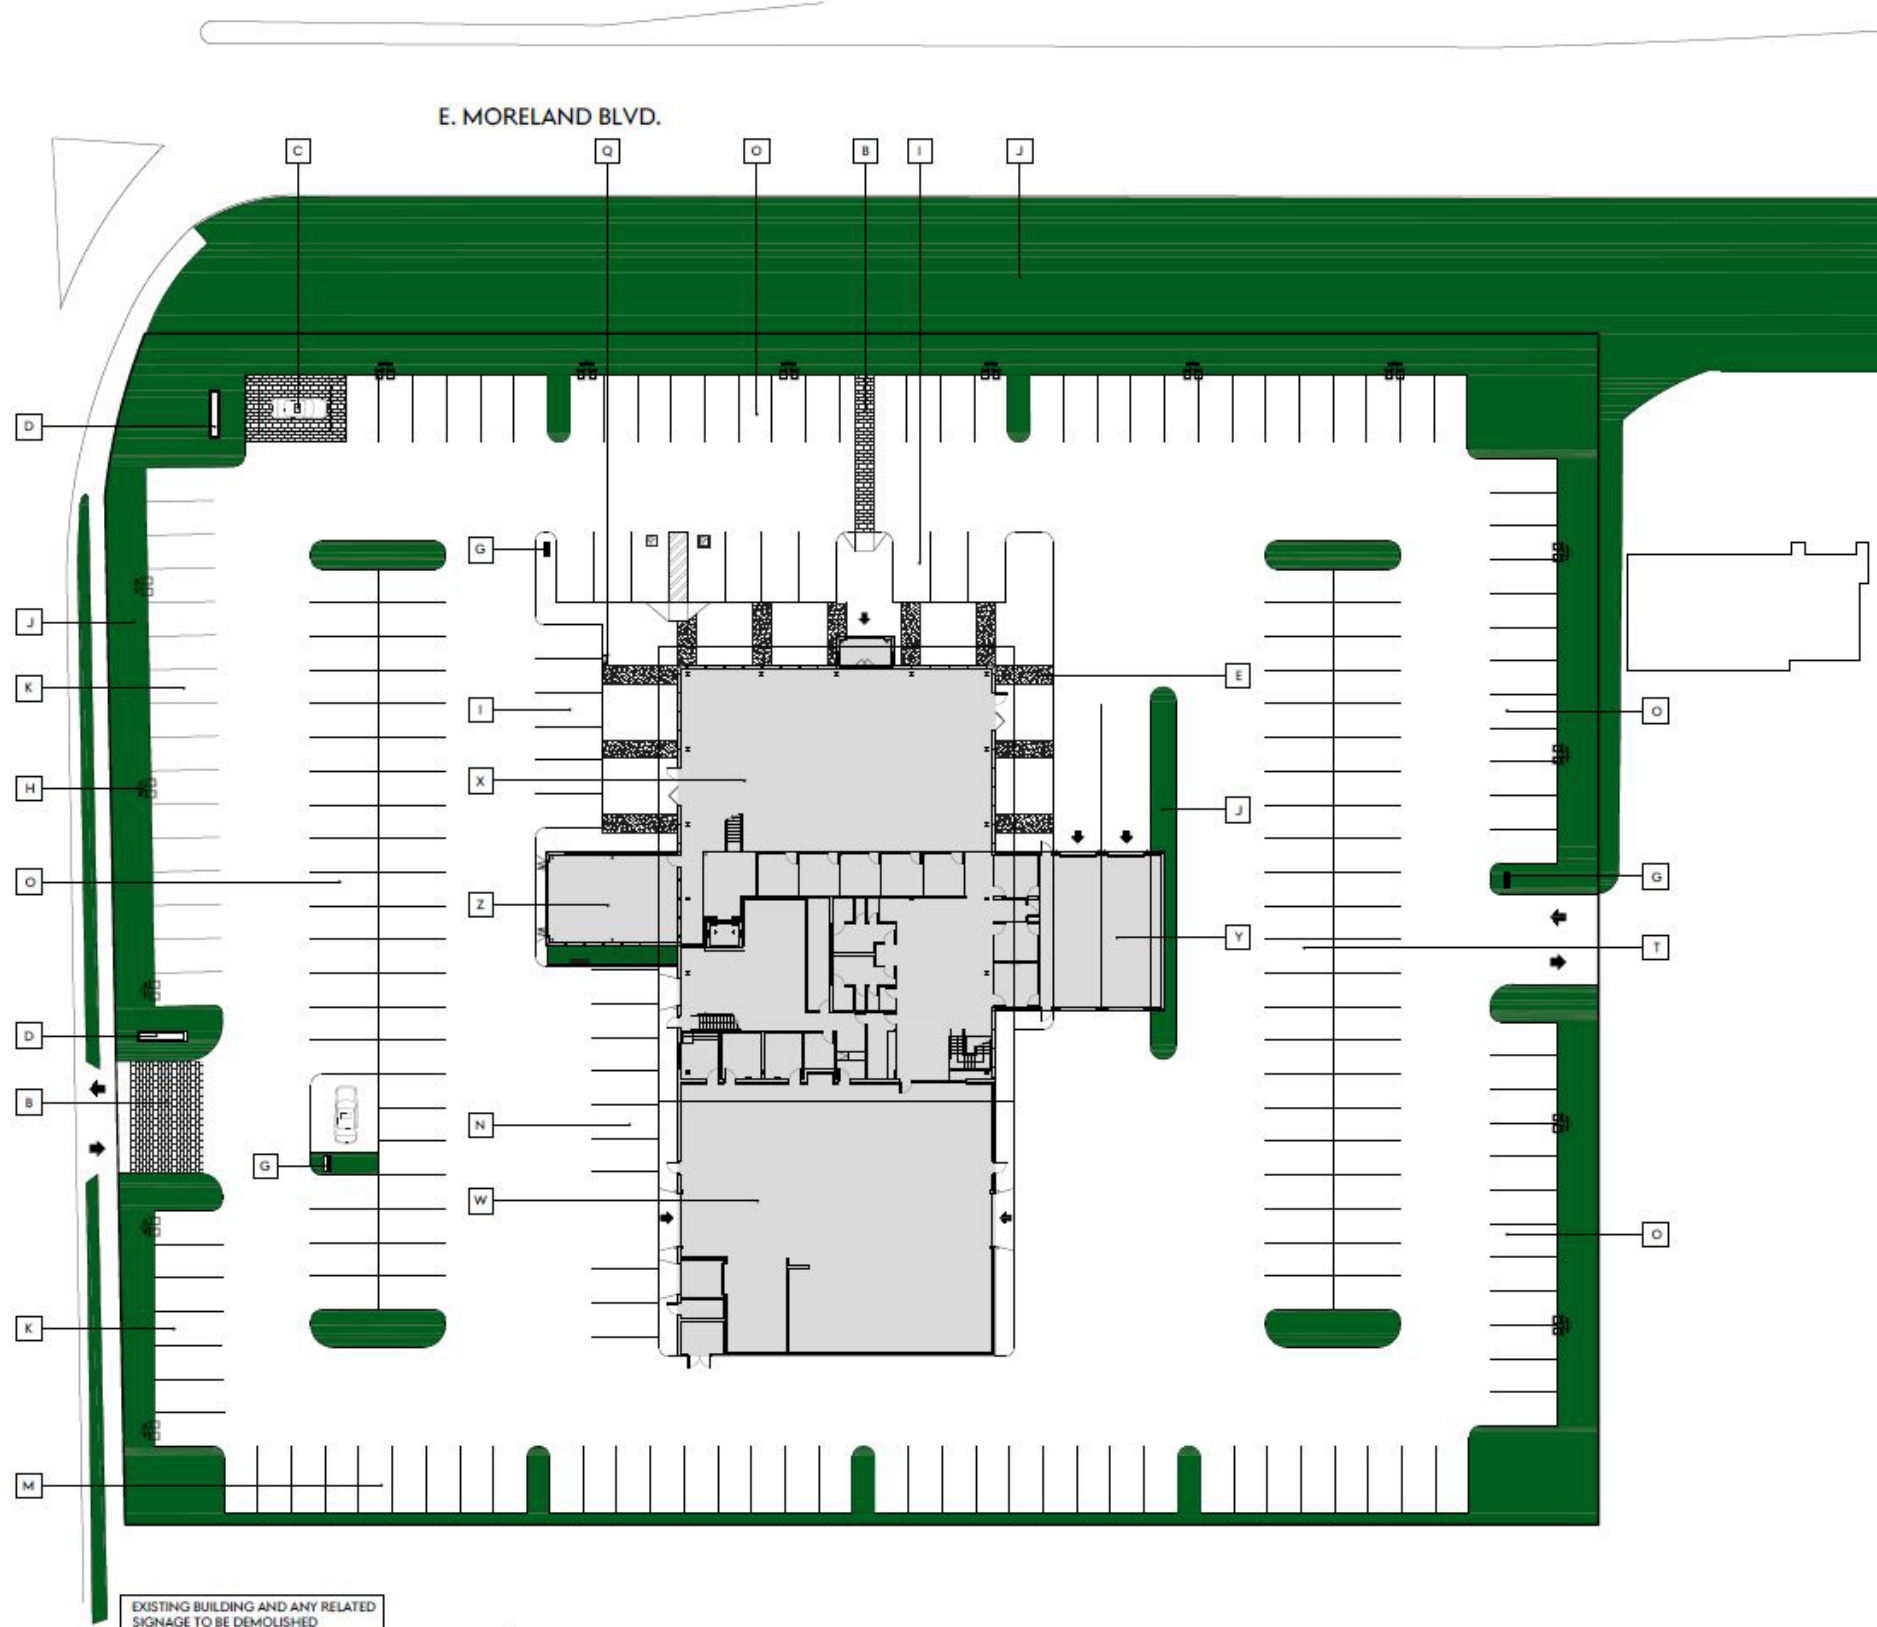 E. MORELAND BLVD.
C Q O B I J
D
G
J
E
K
I O
X
H
J
O G
Z
Y T
D
B
N
G
W
O
K
M
EXISTING BUILDING AND ANY RELATED
SIGNAGE TO BE DEMOLISHED